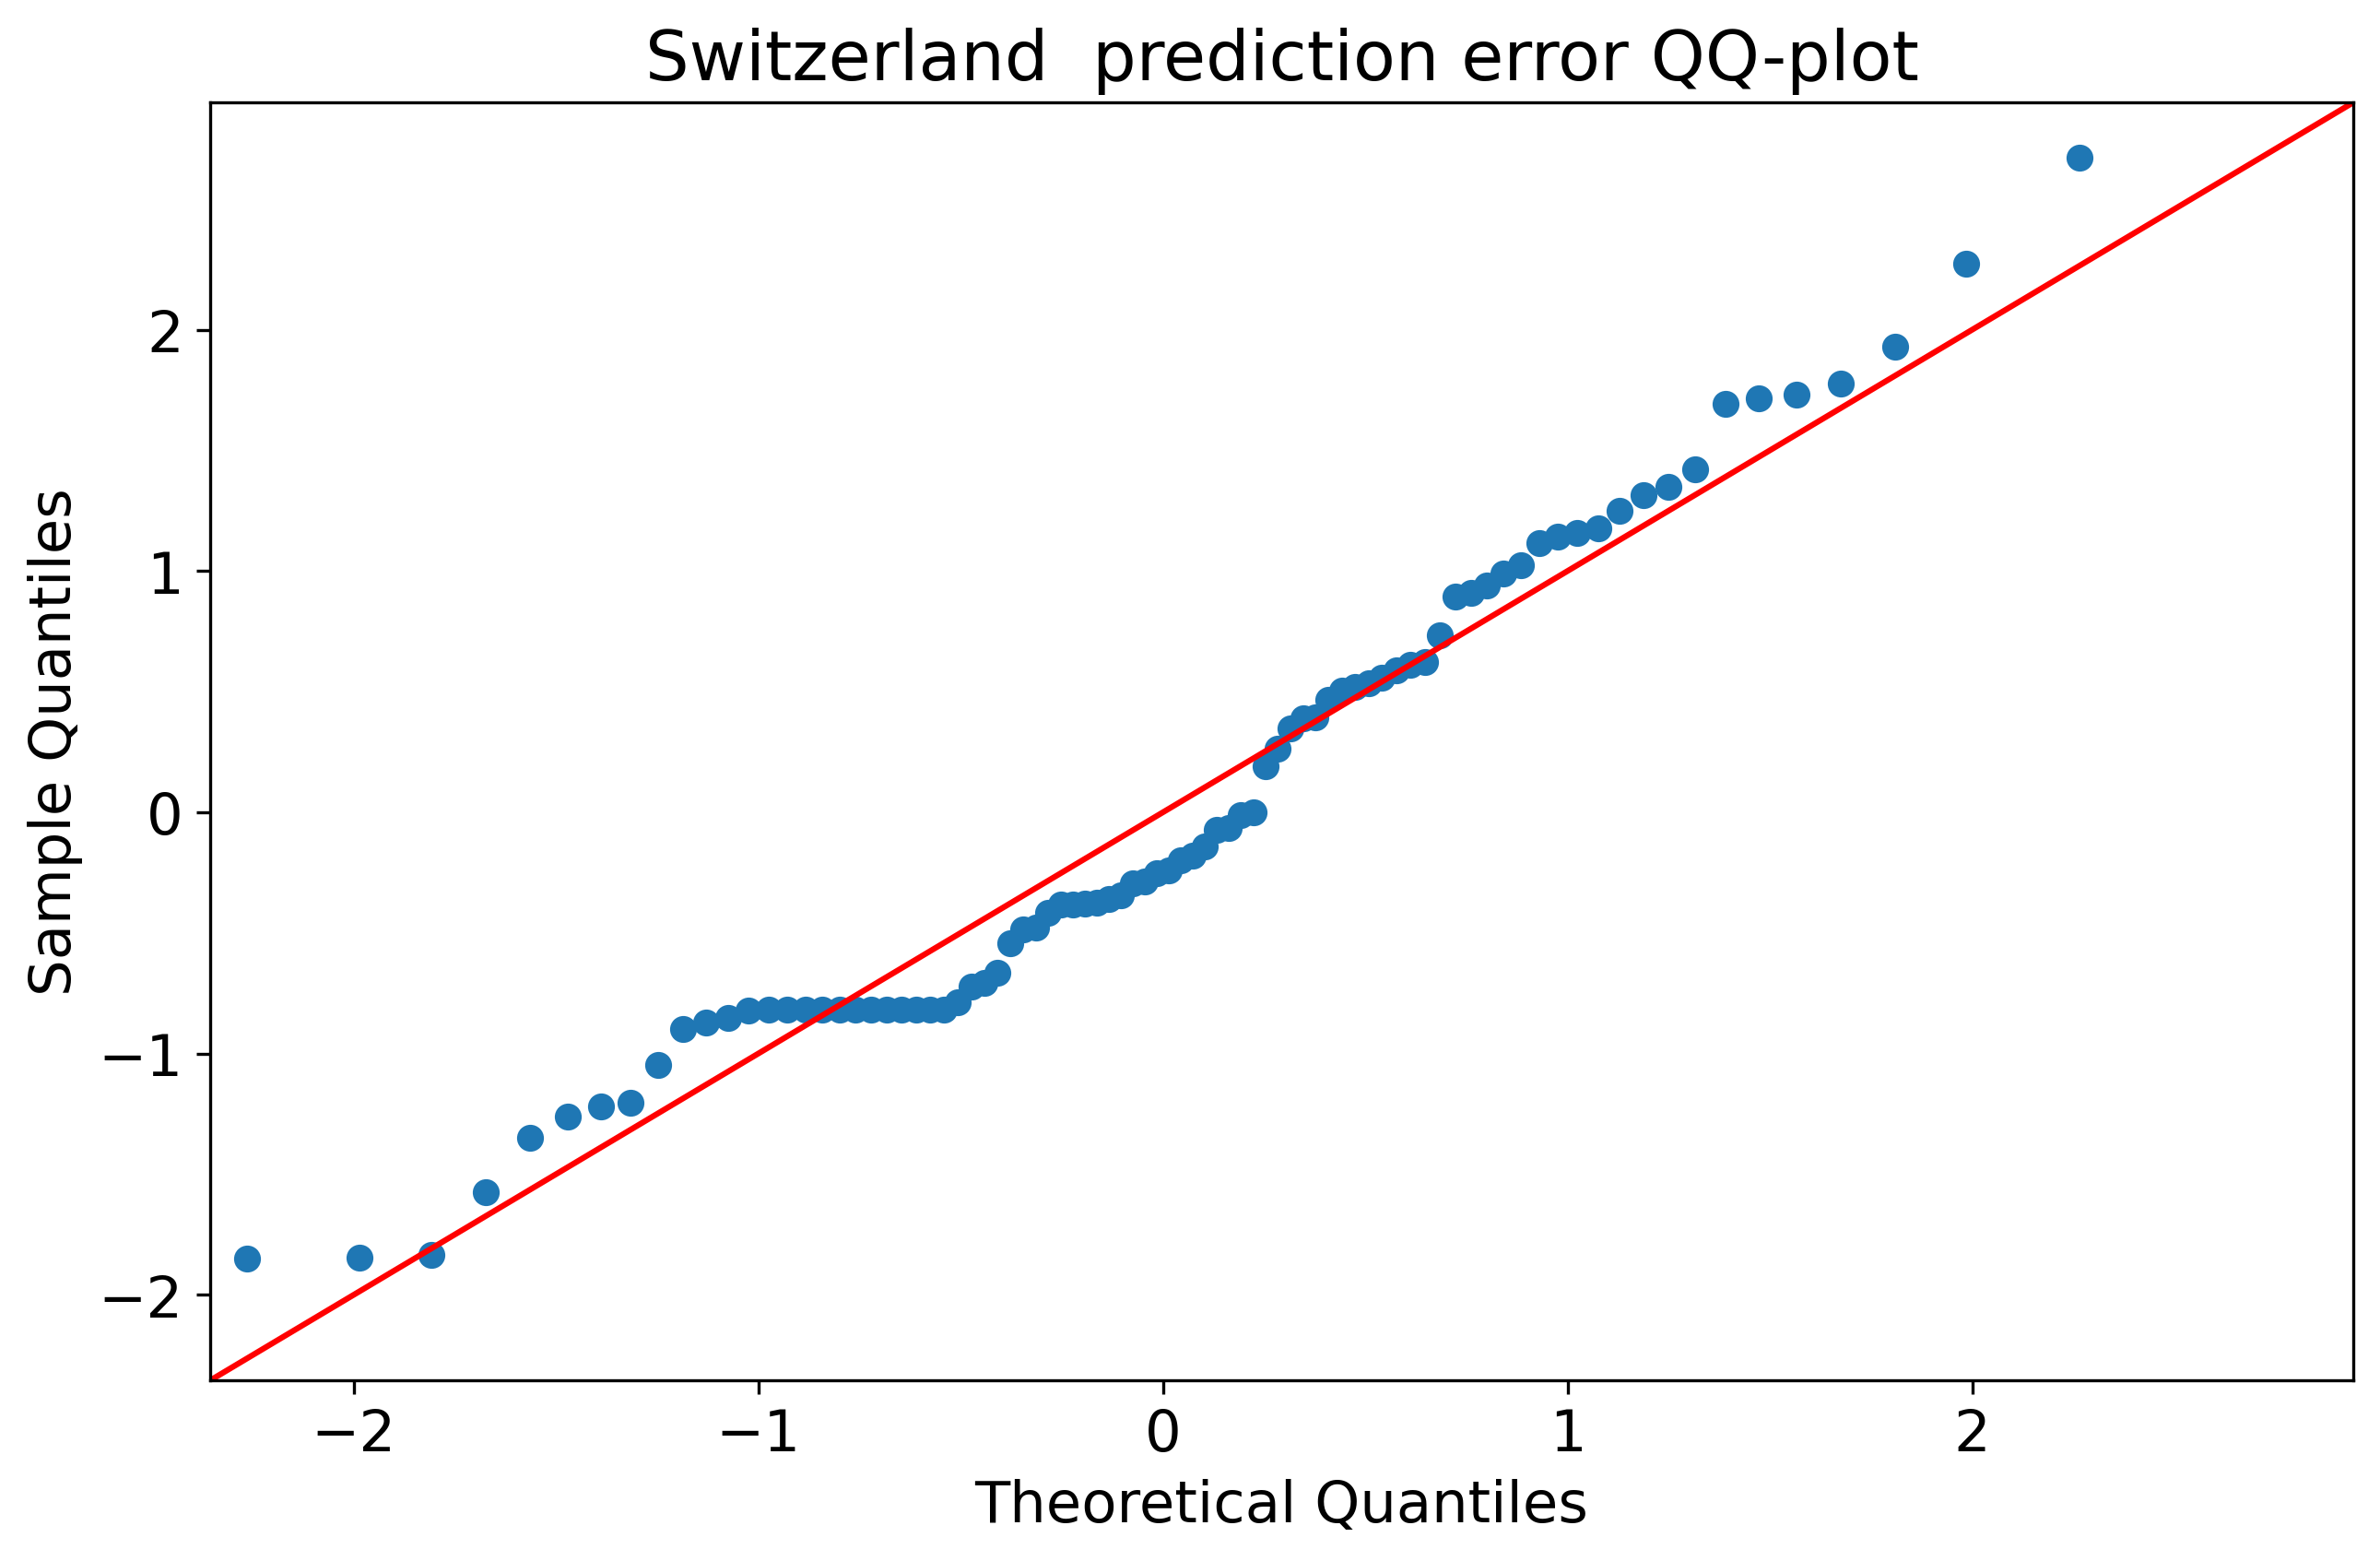 Switzerland  prediction error QQ-plot
Sample Quantiles
2
1
0
−1
−2
−2 −1 0 1 2
Theoretical Quantiles